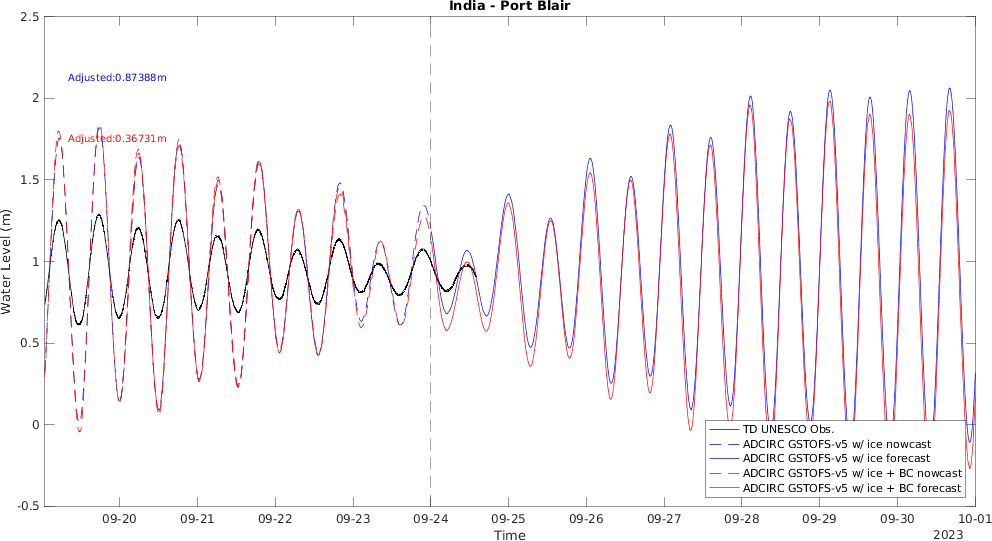 India - Port Blair
Adjusted:0.87388m
Adjusted:0.36731m
2.5
2
1.5
1
0.5
0
-0.5
Water Level (m)
TD UNESCO Obs.
ADCIRC GSTOFS-v5 w/ ice nowcast
ADCIRC GSTOFS-v5 w/ ice forecast
ADCIRC GSTOFS-v5 w/ ice + BC nowcast
ADCIRC GSTOFS-v5 w/ ice + BC forecast
09-20 09-21 09-22 09-23 09-24 09-25 09-26 09-27 09-28 09-29 09-30 10-01
Time
2023